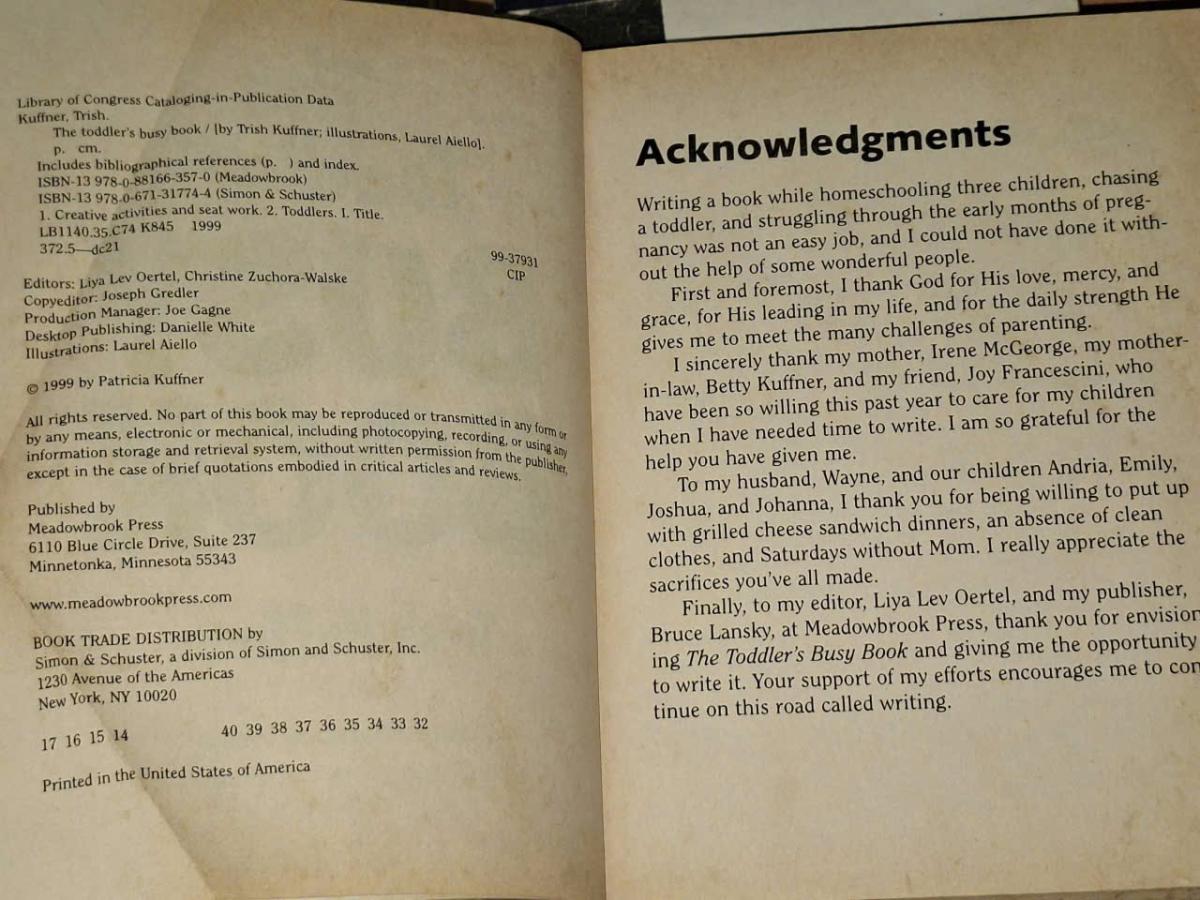 Library of Congress Cataloging-in-Publication Data
Kuffner, Trish.
The toddler's busy book / [by Trish Kuffner; illustrations, Laurel Aiello].
p. cm.
Includes bibliographical references (p. ) and index.
ISBN-13 978-0-88166-357-0 (Meadowbrook)
ISBN-13 978-0-671-31774-4 (Simon & Schuster)
1. Creative activities and seat work. 2. Toddlers. I. Title.
LB1140.35.C74 K845 1999
372.5—dc21
99-37931
CIP
Editors: Liya Lev Oertel, Christine Zuchora-Walske
Copyeditor: Joseph Gredler
Production Manager: Joe Gagne
Desktop Publishing: Danielle White
Illustrations: Laurel Aiello
© 1999 by Patricia Kuffner
All rights reserved. No part of this book may be reproduced or transmitted in any form or
by any means, electronic or mechanical, including photocopying, recording, or using any
information storage and retrieval system, without written permission from the publisher,
except in the case of brief quotations embodied in critical articles and reviews.
Published by
Meadowbrook Press
6110 Blue Circle Drive, Suite 237
Minnetonka, Minnesota 55343
www.meadowbrookpress.com
BOOK TRADE DISTRIBUTION by
Simon & Schuster, a division of Simon and Schuster, Inc.
1230 Avenue of the Americas
New York, NY 10020
17 16 15 14 40 39 38 37 36 35 34 33 32
Printed in the United States of America
Acknowledgments
Writing a book while homeschooling three children, chasing
a toddler, and struggling through the early months of preg-
nancy was not an easy job, and I could not have done it with-
out the help of some wonderful people.
First and foremost, I thank God for His love, mercy, and
grace, for His leading in my life, and for the daily strength He
gives me to meet the many challenges of parenting.
I sincerely thank my mother, Irene McGeorge, my mother-
in-law, Betty Kuffner, and my friend, Joy Francescini, who
have been so willing this past year to care for my children
when I have needed time to write. I am so grateful for the
help you have given me.
To my husband, Wayne, and our children Andria, Emily,
Joshua, and Johanna, I thank you for being willing to put up
with grilled cheese sandwich dinners, an absence of clean
clothes, and Saturdays without Mom. I really appreciate the
sacrifices you've all made.
Finally, to my editor, Liya Lev Oertel, and my publisher,
Bruce Lansky, at Meadowbrook Press, thank you for envision
ing The Toddler's Busy Book and giving me the opportunity
to write it. Your support of my efforts encourages me to con
tinue on this road called writing.